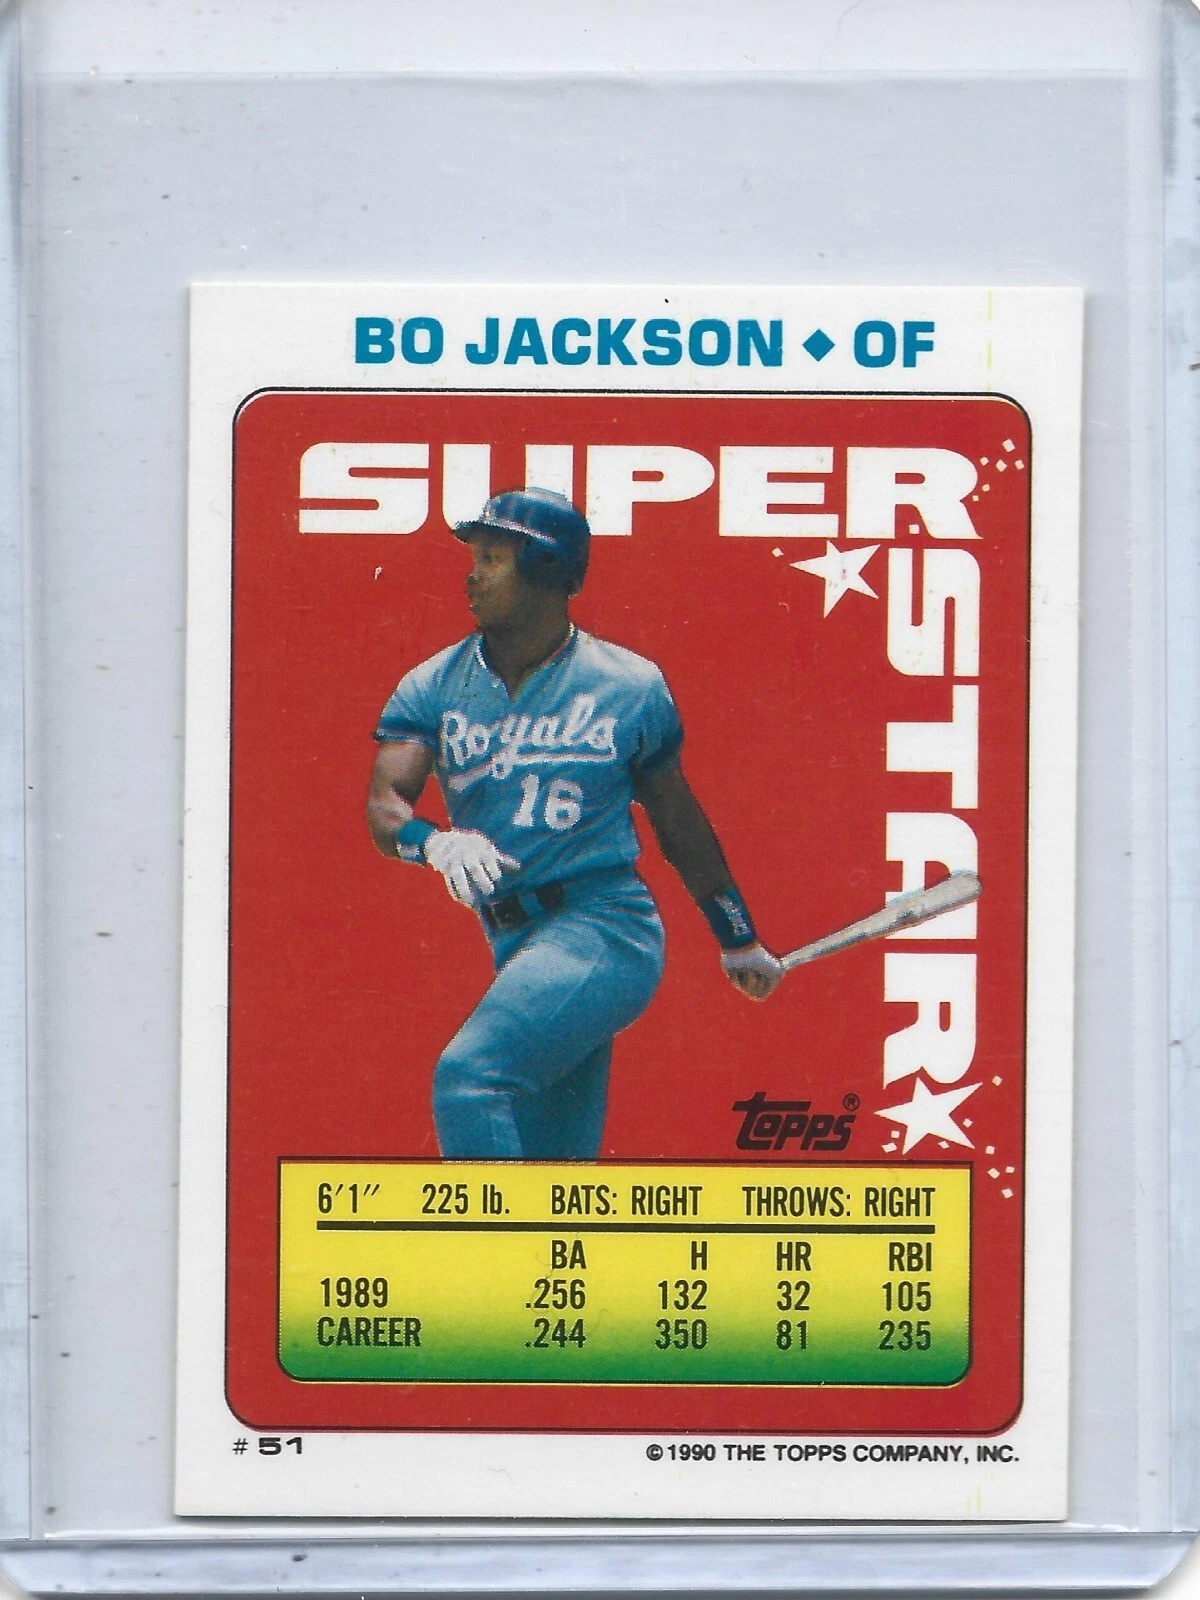 BO JACKSON ◆ OF
SUPER
STAR
Royals
16
topps®
6'1" 225 lb. BATS: RIGHT THROWS: RIGHT
BA H HR RBI
1989 .256 132 32 105
CAREER .244 350 81 235
# 51 ©1990 THE TOPPS COMPANY, INC.